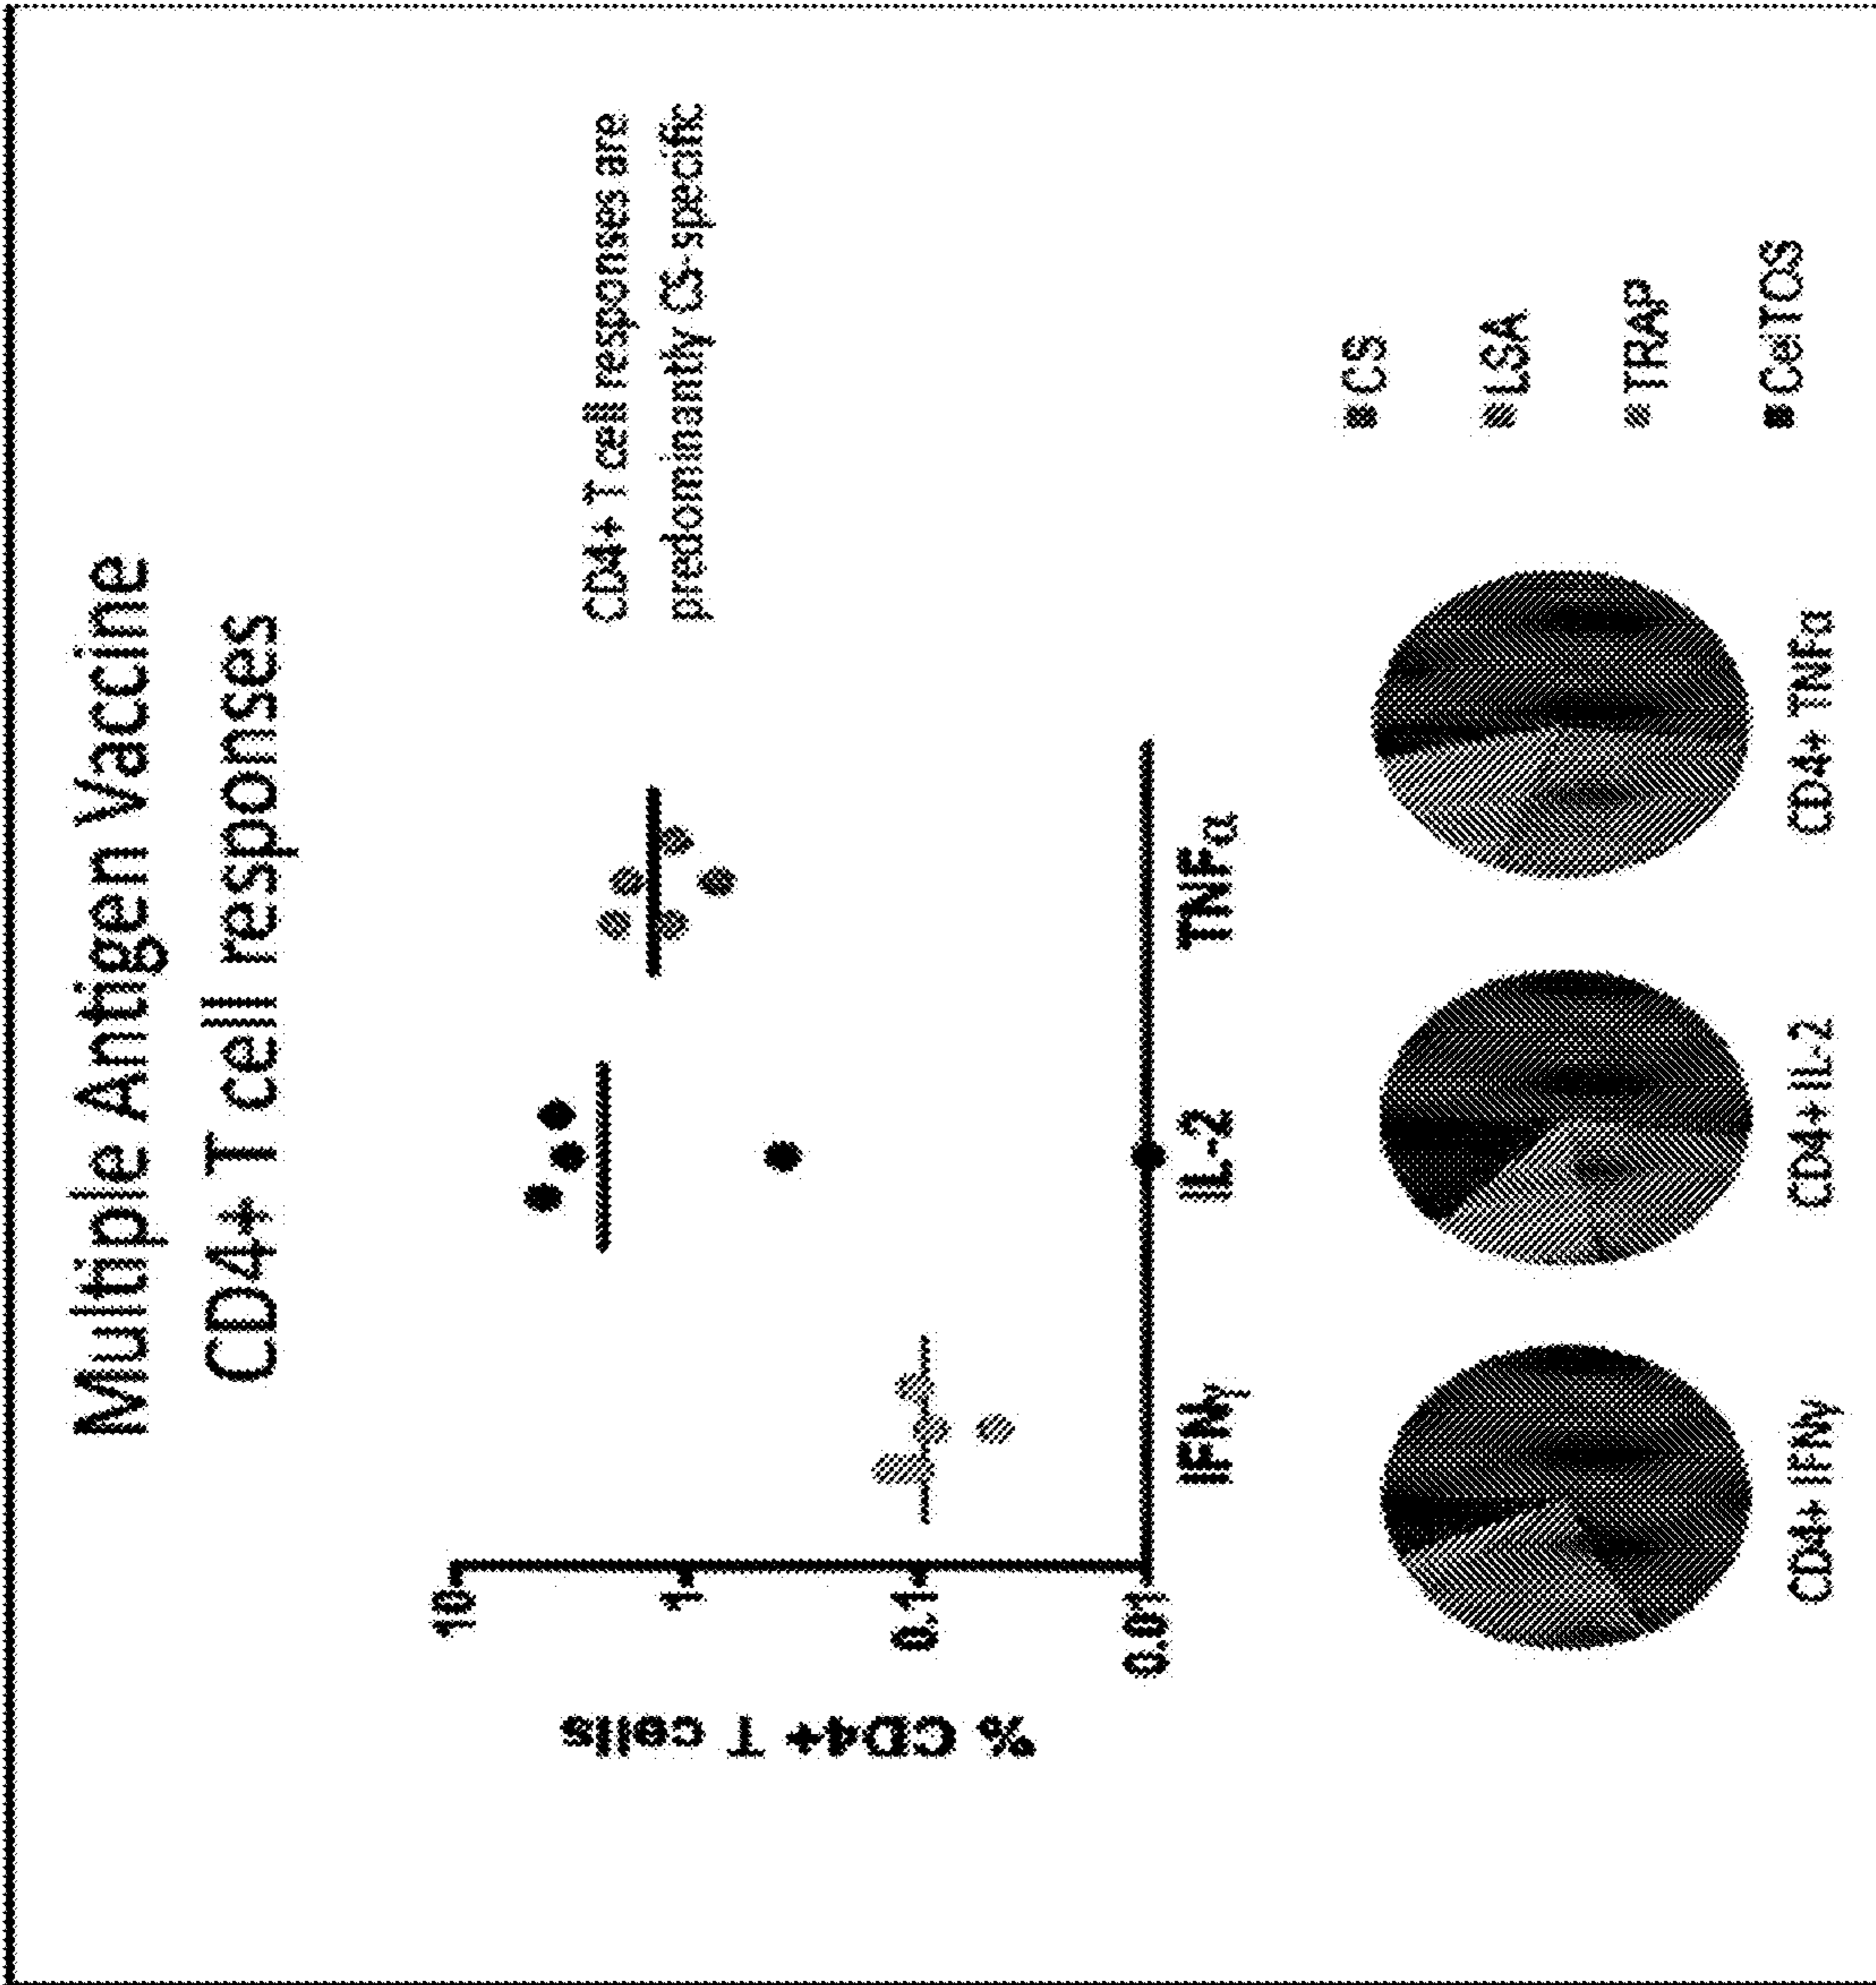 Multiple Antigen Vaccine
CD4+ T cell responses
CD4+ T cell responses are
predominantly CS-specific
% CD4+ T cells
10
1
0.1
0.01
IFNγ
IL-2
TNFα
CS
LSA
TRAP
CelTOS
CD4+ IFNγ
CD4+ IL-2
CD4+ TNFα